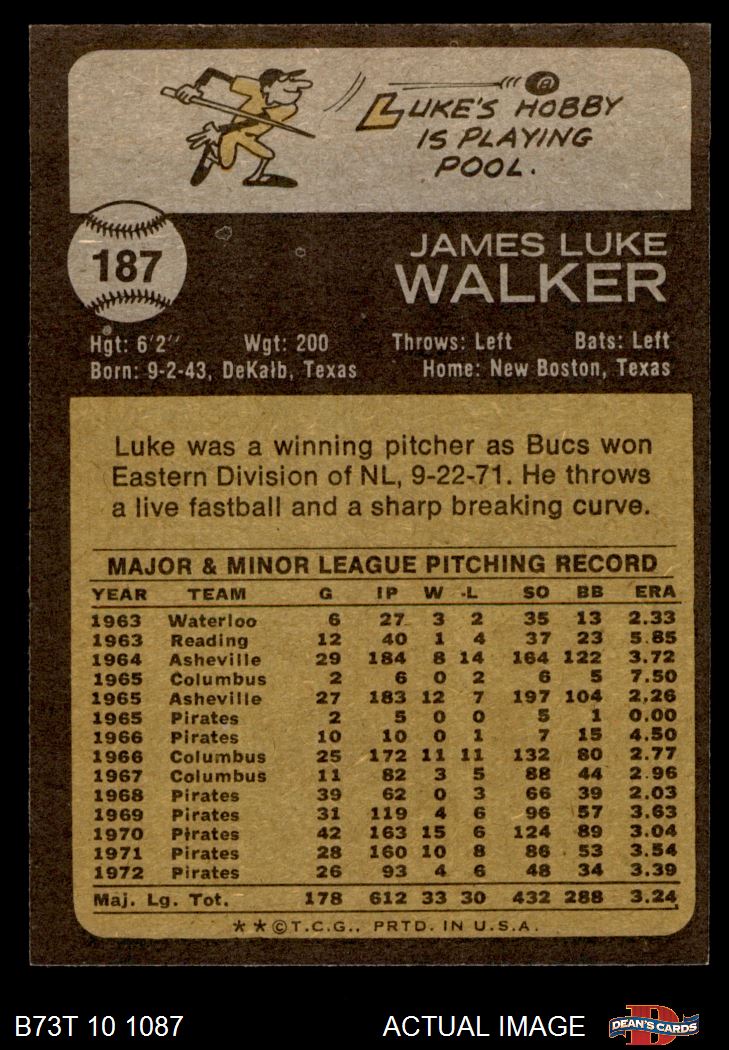 LUKE'S HOBBY
IS PLAYING
POOL.
8
187
JAMES LUKE
WALKER
Hgt: 6'2" Wgt: 200 Throws: Left Bats: Left
Born: 9-2-43, DeKalb, Texas Home: New Boston, Texas
Luke was a winning pitcher as Bucs won
Eastern Division of NL, 9-22-71. He throws
a live fastball and a sharp breaking curve.
MAJOR & MINOR LEAGUE PITCHING RECORD
YEAR TEAM G IP W L SO BB ERA
1963 Waterloo 6 27 3 2 35 13 2.33
1963 Reading 12 40 1 4 37 23 5.85
1964 Asheville 29 184 8 14 164 122 3.72
1965 Columbus 2 6 0 2 6 5 7.50
1965 Asheville 27 183 12 7 197 104 2.26
1965 Pirates 2 5 0 0 5 1 0.00
1966 Pirates 10 10 0 1 7 15 4.50
1966 Columbus 25 172 11 11 132 80 2.77
1967 Columbus 11 82 3 5 88 44 2.96
1968 Pirates 39 62 0 3 66 39 2.03
1969 Pirates 31 119 4 6 96 57 3.63
1970 Pirates 42 163 15 6 124 89 3.04
1971 Pirates 28 160 10 8 86 53 3.54
1972 Pirates 26 93 4 6 48 34 3.39
Maj. Lg. Tot. 178 612 33 30 432 288 3.24
**©T.C.G., PRTD. IN U.S.A.
B73T 10 1087 ACTUAL IMAGE D DEAN'S CARDS